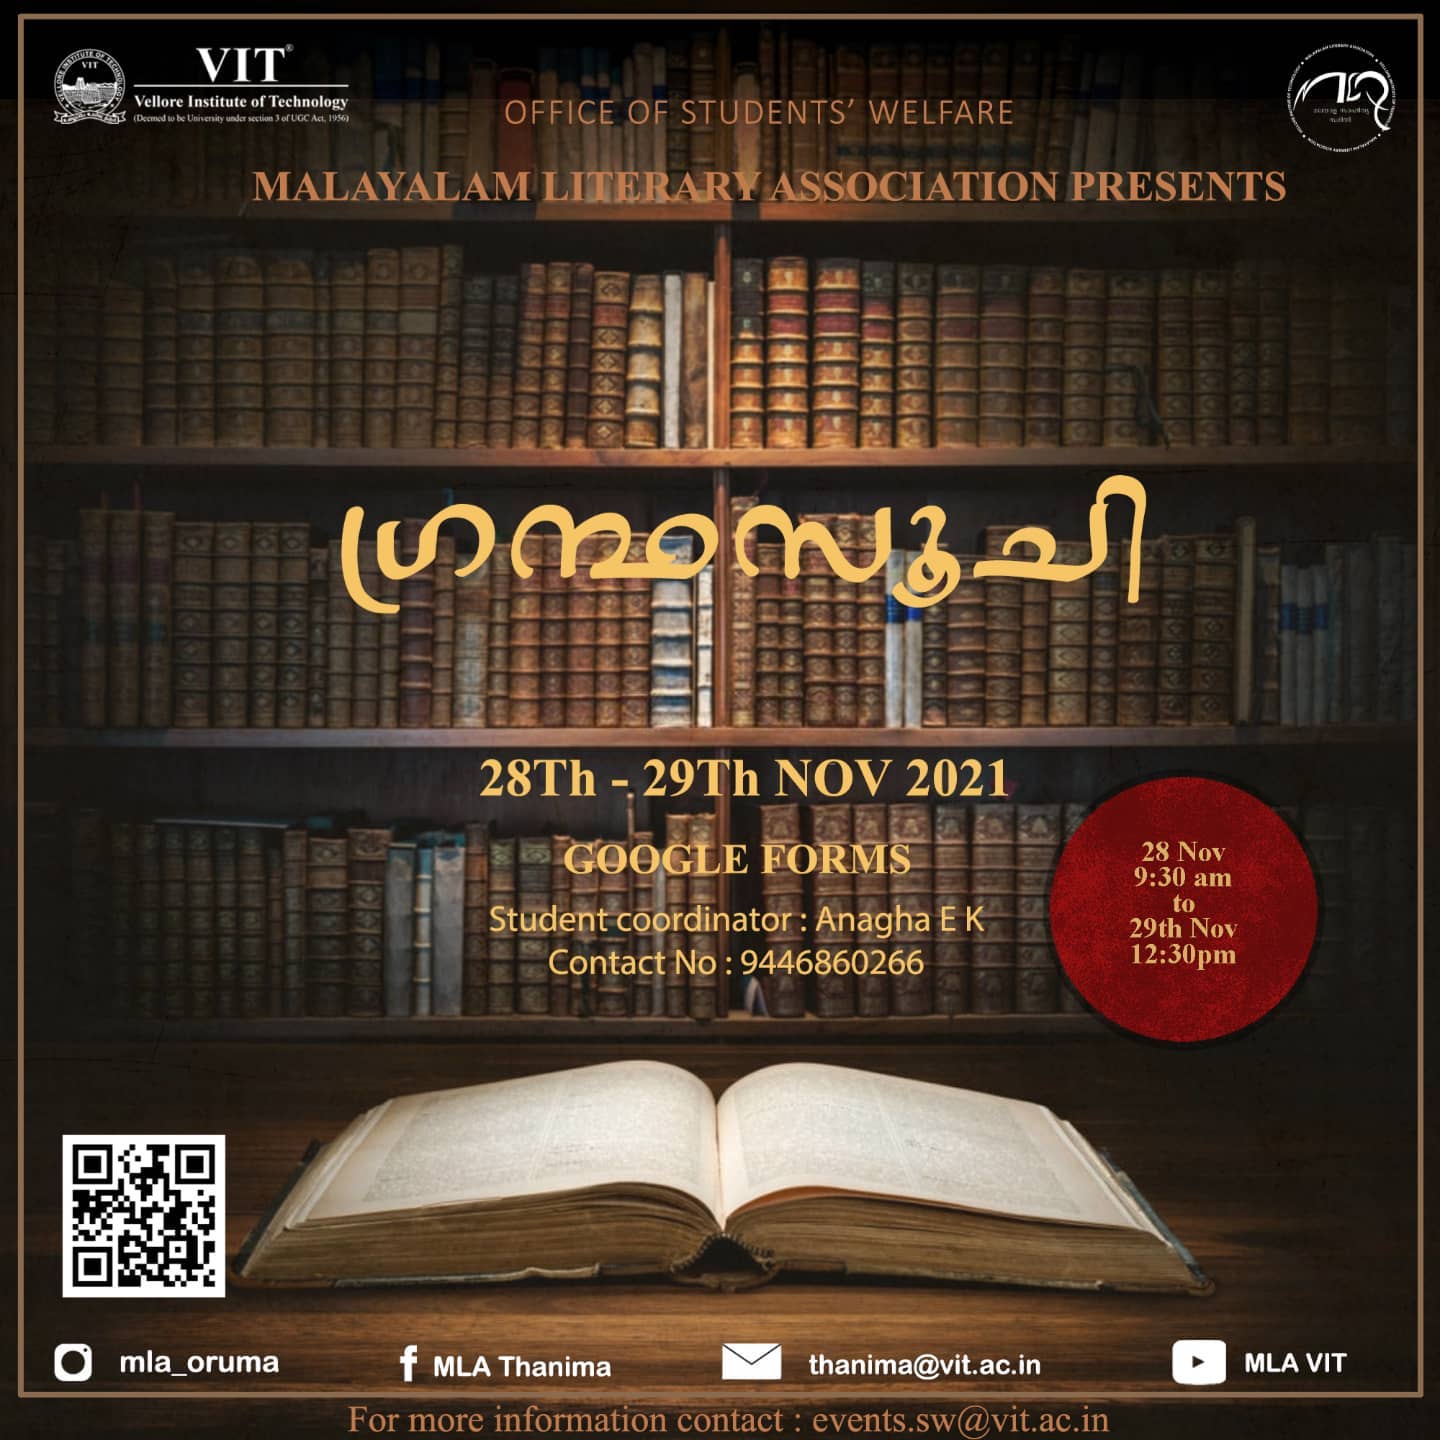 VIT®
Vellore Institute of Technology
(Deemed to be University under section 3 of UGC Act, 1956)
OFFICE OF STUDENTS' WELFARE
MALAYALAM LITERARY ASSOCIATION PRESENTS
ഗ്രന്ഥസൂചി
28Th - 29Th NOV 2021
GOOGLE FORMS
Student coordinator : Anagha E K
Contact No : 9446860266
28 Nov
9:30 am
to
29th Nov
12:30pm
mla_oruma
MLA Thanima
thanima@vit.ac.in
MLA VIT
For more information contact : events.sw@vit.ac.in